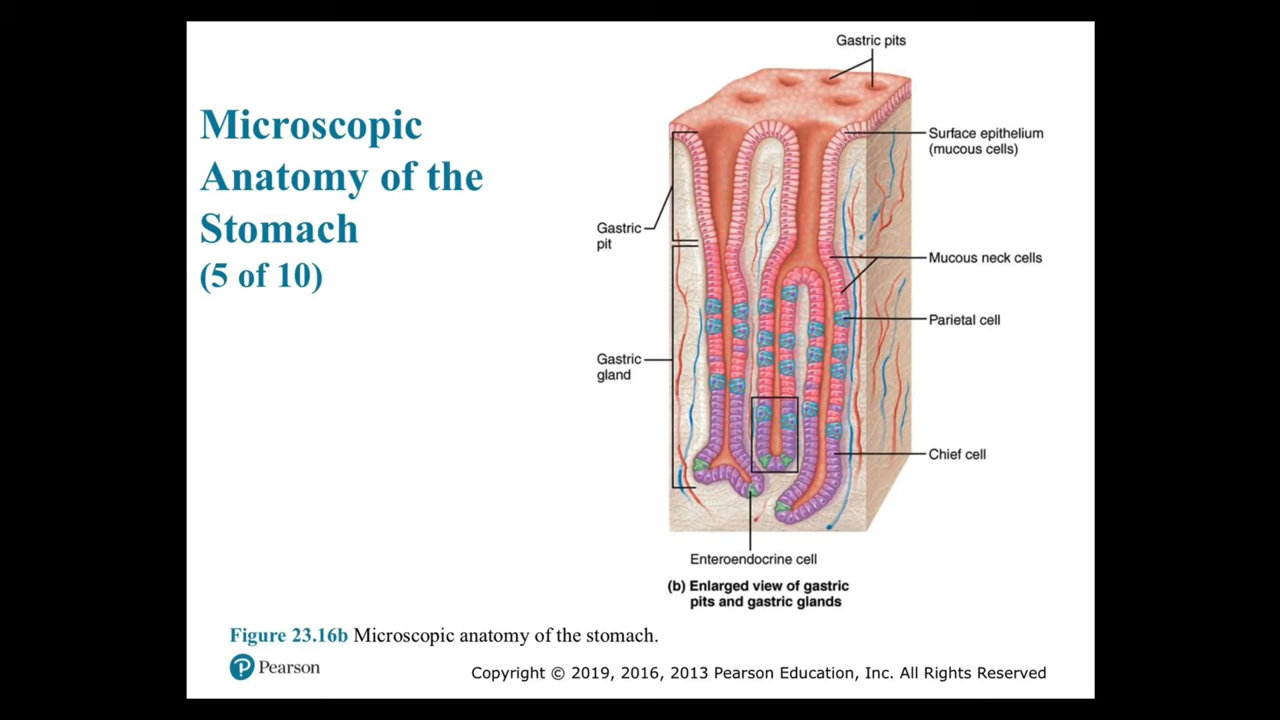 Microscopic
Anatomy of the
Stomach
(5 of 10)
Gastric pits
Surface epithelium
(mucous cells)
Gastric
pit
Mucous neck cells
Parietal cell
Gastric
gland
Chief cell
Enteroendocrine cell
(b) Enlarged view of gastric
pits and gastric glands
Figure 23.16b Microscopic anatomy of the stomach.
P Pearson
Copyright © 2019, 2016, 2013 Pearson Education, Inc. All Rights Reserved